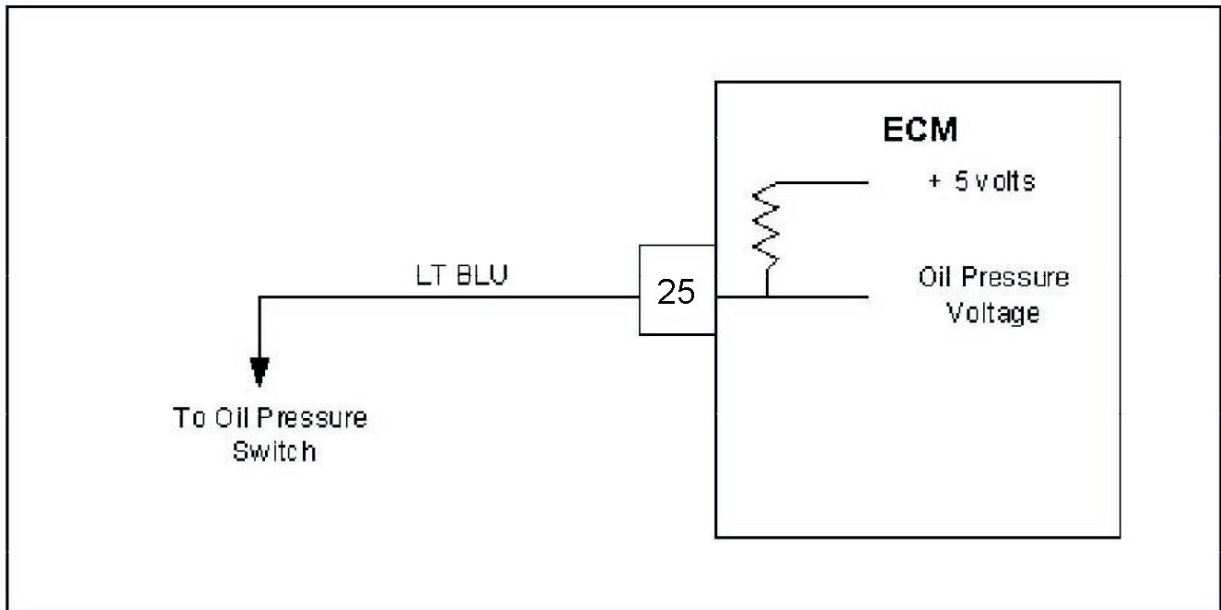 ECM
+ 5 volts
LT BLU
25
Oil Pressure
Voltage
To Oil Pressure
Switch